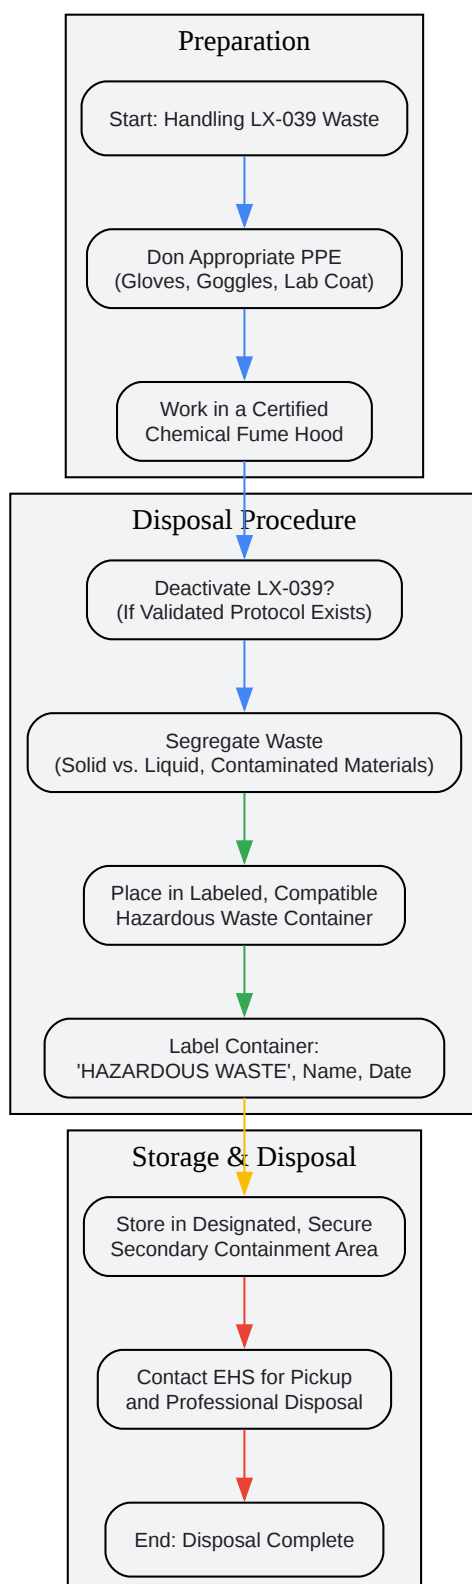 Preparation
Start: Handling LX-039 Waste
Don Appropriate PPE
(Gloves, Goggles, Lab Coat)
Work in a Certified
Chemical Fume Hood
Disposal Procedure
Deactivate LX-039?
(If Validated Protocol Exists)
Segregate Waste
(Solid vs. Liquid, Contaminated Materials)
Place in Labeled, Compatible
Hazardous Waste Container
Label Container:
'HAZARDOUS WASTE', Name, Date
Storage & Disposal
Store in Designated, Secure
Secondary Containment Area
Contact EHS for Pickup
and Professional Disposal
End: Disposal Complete